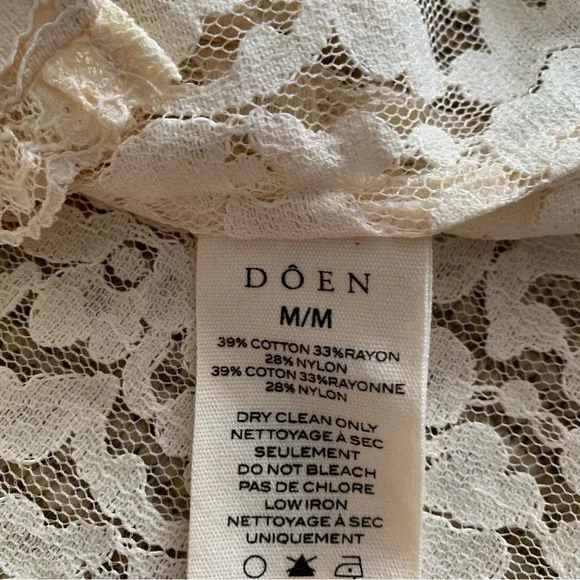 DÔEN
M/M
39% COTTON 33%RAYON
28% NYLON
39% COTON 33%RAYONNE
28% NYLON
DRY CLEAN ONLY
NETTOYAGE À SEC
SEULEMENT
DO NOT BLEACH
PAS DE CHLORE
LOW IRON
NETTOYAGE À SEC
UNIQUEMENT